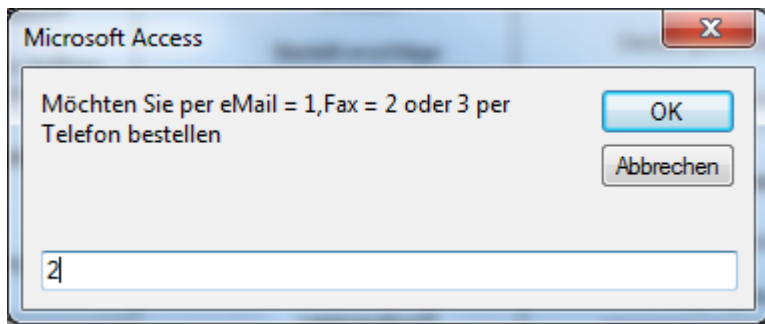 Microsoft Access
Möchten Sie per eMail = 1,Fax = 2 oder 3 per
Telefon bestellen
OK
Abbrechen
2